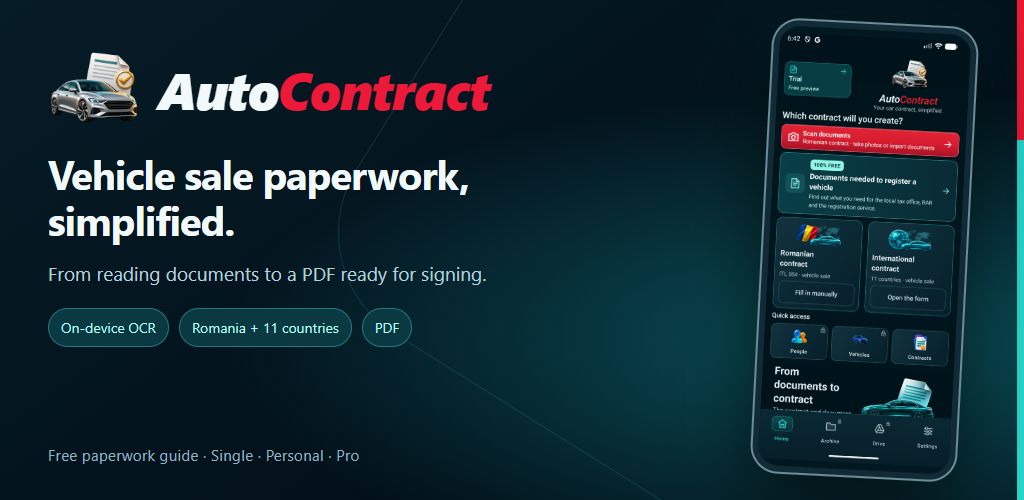 AutoContract
Vehicle sale paperwork,
simplified.
From reading documents to a PDF ready for signing.
On-device OCR
Romania + 11 countries
PDF
Free paperwork guide · Single · Personal · Pro
6:42
Trial
Free preview
AutoContract
Your car contract, simplified.
Which contract will you create?
Scan documents
Romanian contract · take photos or import documents
100% FREE
Documents needed to register a
vehicle
Find out what you need for the local tax office, RAR
and the registration service.
Romanian
contract
ITL 054 · vehicle sale
Fill in manually
International
contract
11 countries · vehicle sale
Open the form
Quick access
People
Vehicles
Contracts
From
documents to
contract
Home
Archive
Drive
Settings